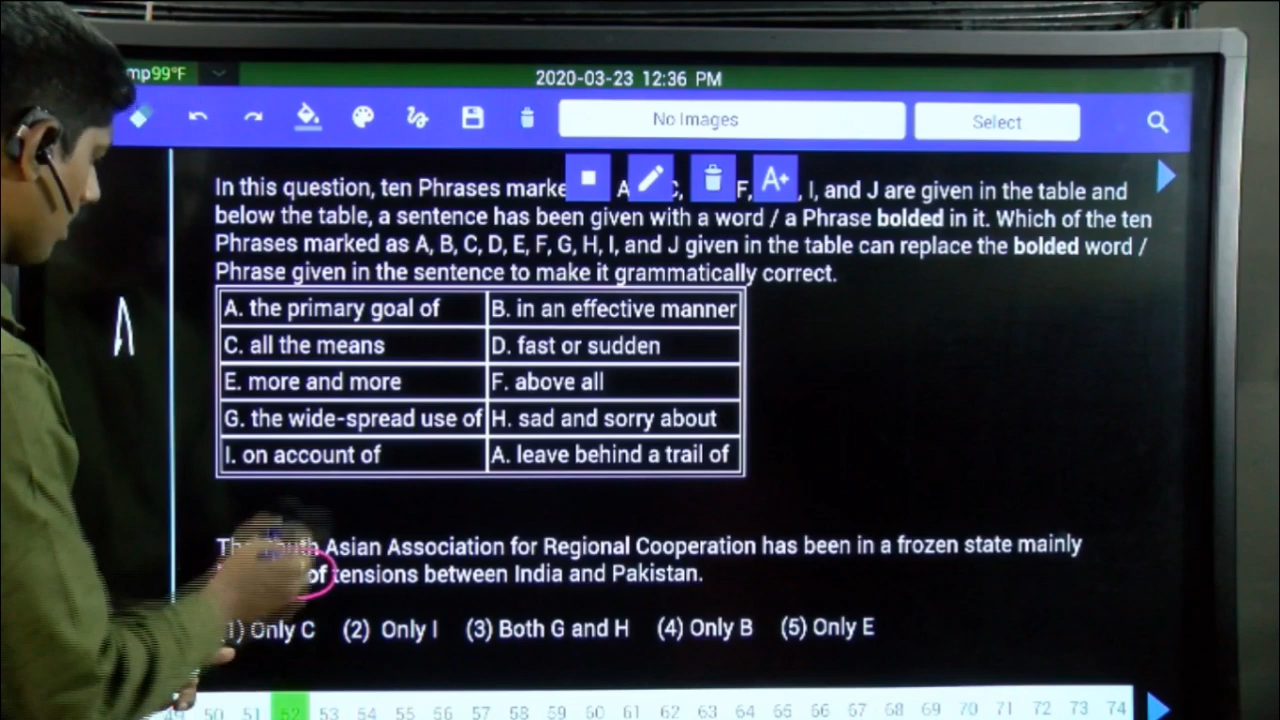 mp99°F
2020-03-23 12:36 PM
No Images
Select
A+
In this question, ten Phrases marke A C, F, , I, and J are given in the table and
below the table, a sentence has been given with a word / a Phrase bolded in it. Which of the ten
Phrases marked as A, B, C, D, E, F, G, H, I, and J given in the table can replace the bolded word /
Phrase given in the sentence to make it grammatically correct.
A. the primary goal of
B. in an effective manner
C. all the means
D. fast or sudden
E. more and more
F. above all
G. the wide-spread use of
H. sad and sorry about
I. on account of
A. leave behind a trail of
Asian Association for Regional Cooperation has been in a frozen state mainly
of tensions between India and Pakistan.
1) Only C (2) Only I (3) Both G and H (4) Only B (5) Only E
49 50 51 52 53 54 55 56 57 58 59 60 61 62 63 64 65 66 67 68 69 70 71 72 73 74